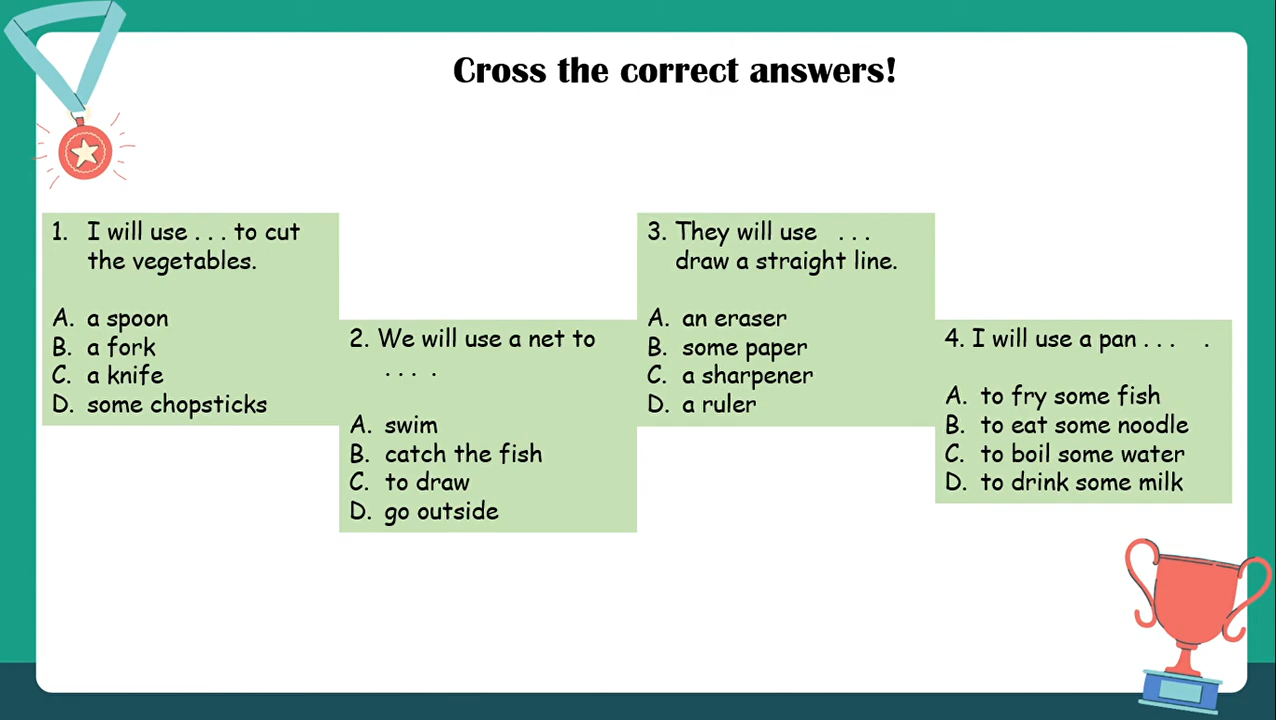 Cross the correct answers!
1. I will use . . . to cut
the vegetables.
A. a spoon
B. a fork
C. a knife
D. some chopsticks
2. We will use a net to
. . . .
A. swim
B. catch the fish
C. to draw
D. go outside
3. They will use . . .
draw a straight line.
A. an eraser
B. some paper
C. a sharpener
D. a ruler
4. I will use a pan . . . .
A. to fry some fish
B. to eat some noodle
C. to boil some water
D. to drink some milk